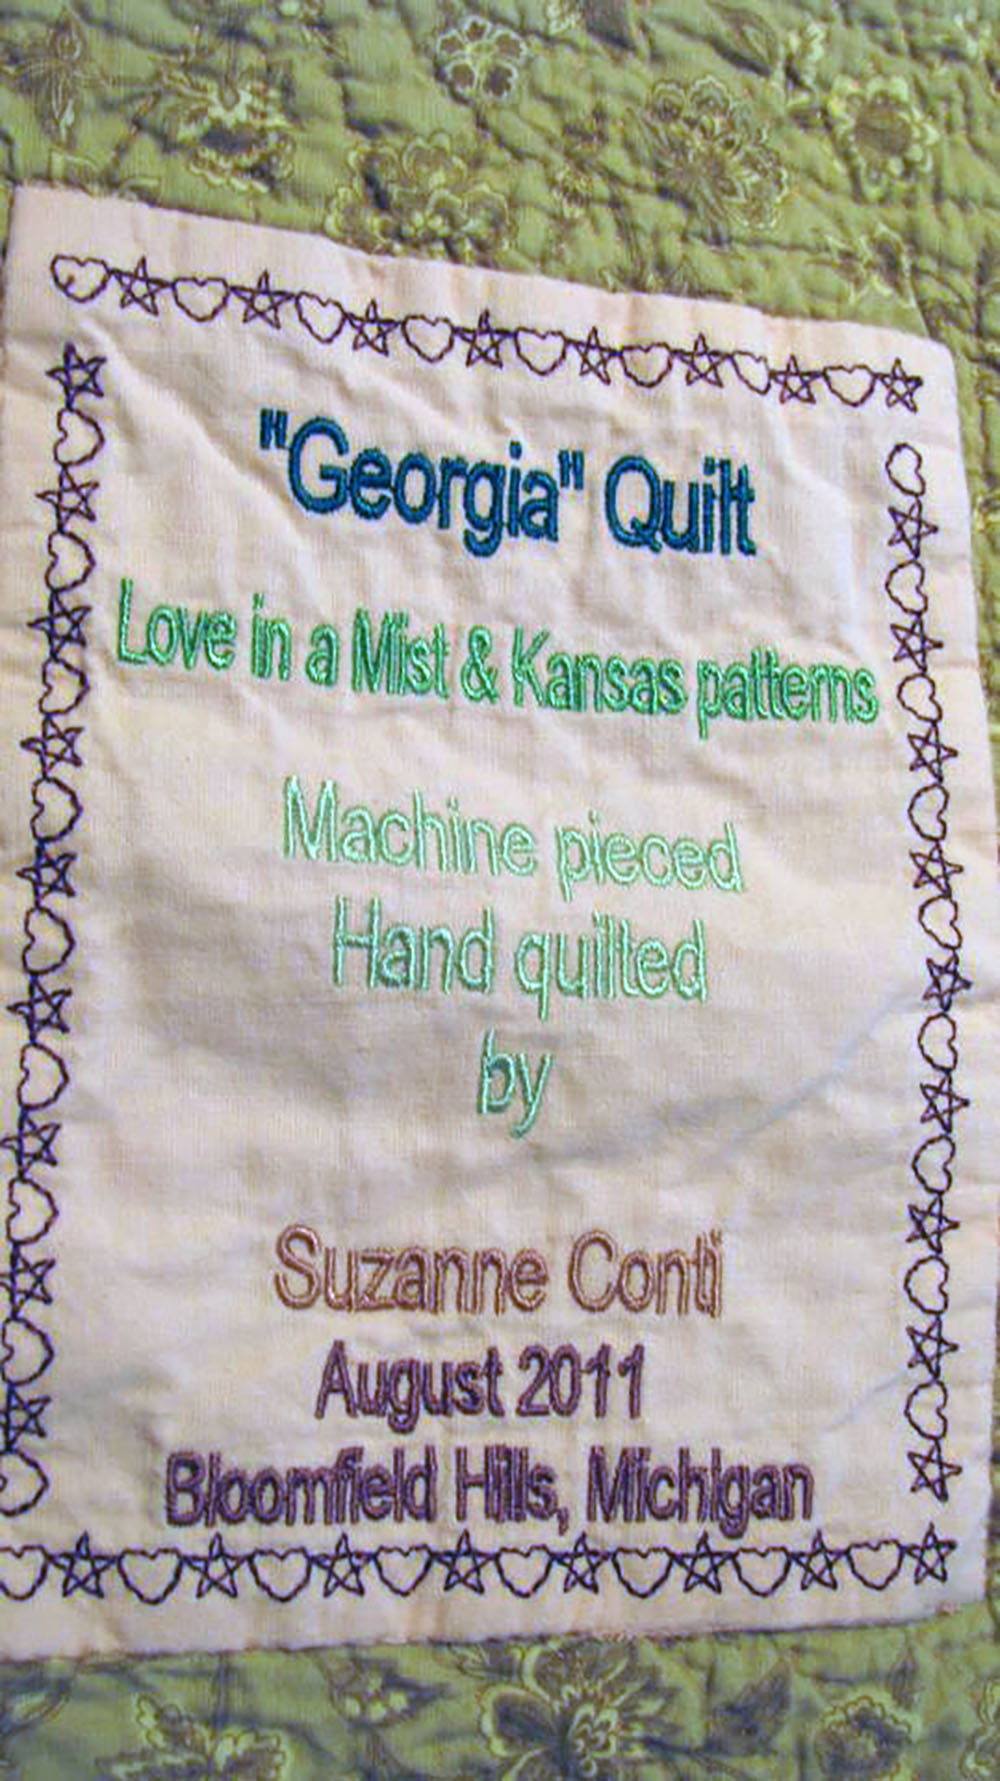 "Georgia" Quilt
Love in a Mist & Kansas patterns
Machine pieced
Hand quilted
by
Suzanne Conti
August 2011
Bloomfield Hills, Michigan